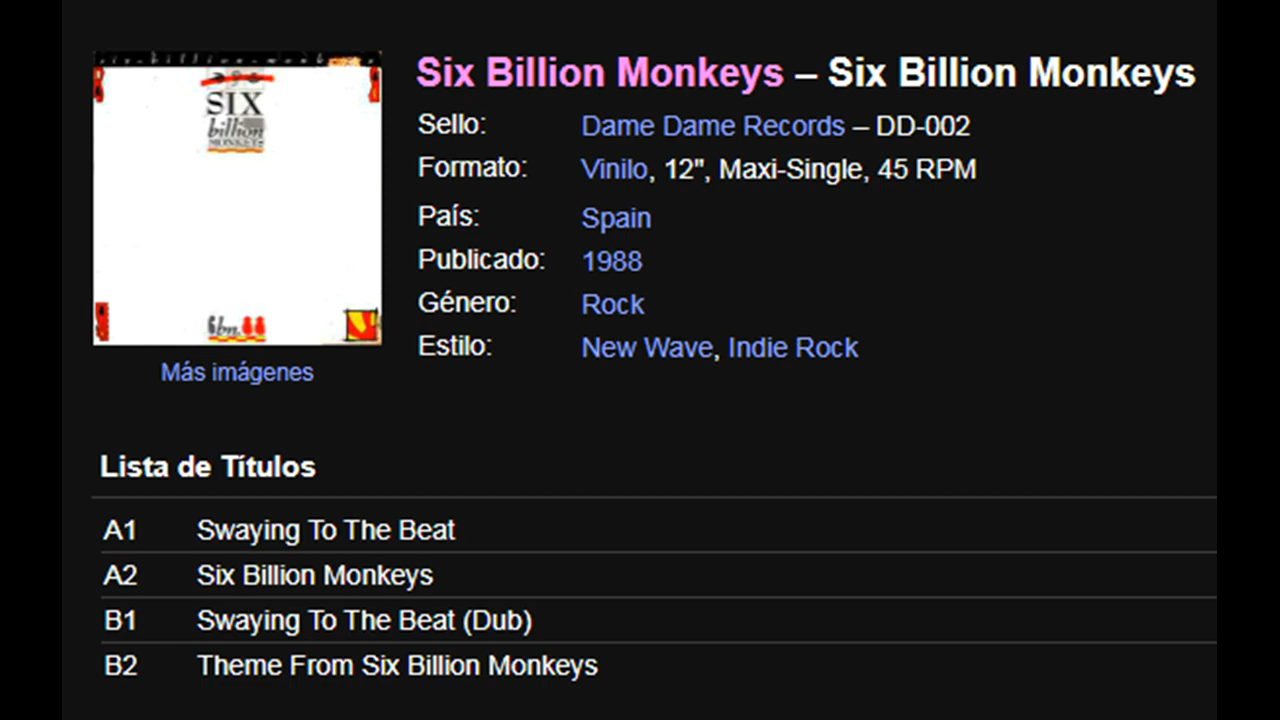 Six Billion Monkeys – Six Billion Monkeys
SIX
billion
MONKEYS
6bn.
Sello: Dame Dame Records – DD-002
Formato: Vinilo, 12", Maxi-Single, 45 RPM
País: Spain
Publicado: 1988
Género: Rock
Estilo: New Wave, Indie Rock
Más imágenes
Lista de Títulos
A1 Swaying To The Beat
A2 Six Billion Monkeys
B1 Swaying To The Beat (Dub)
B2 Theme From Six Billion Monkeys